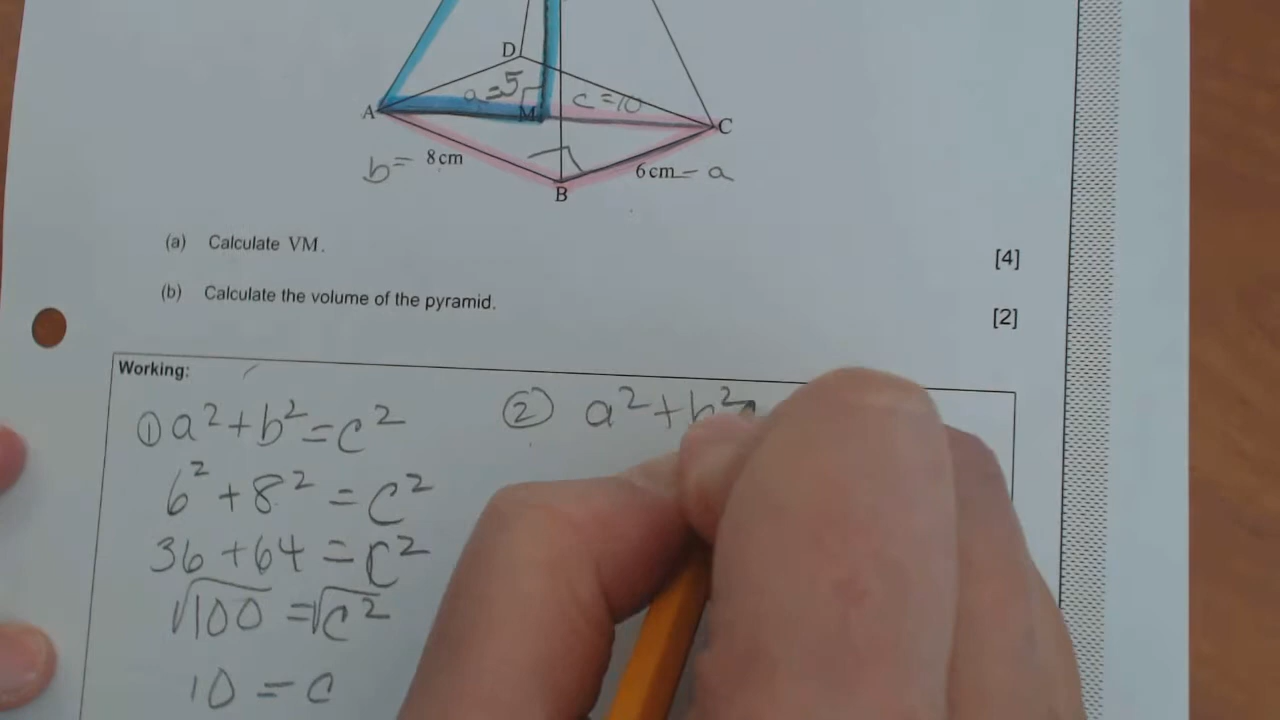 D
a=5
c=10
A
M
C
b= 8cm
6cm - a
B
(a) Calculate VM.
[4]
(b) Calculate the volume of the pyramid.
[2]
Working:
① a²+b²=c²
6²+8²=c²
36+64=c²
√100=√c²
10=c
② a²+b²